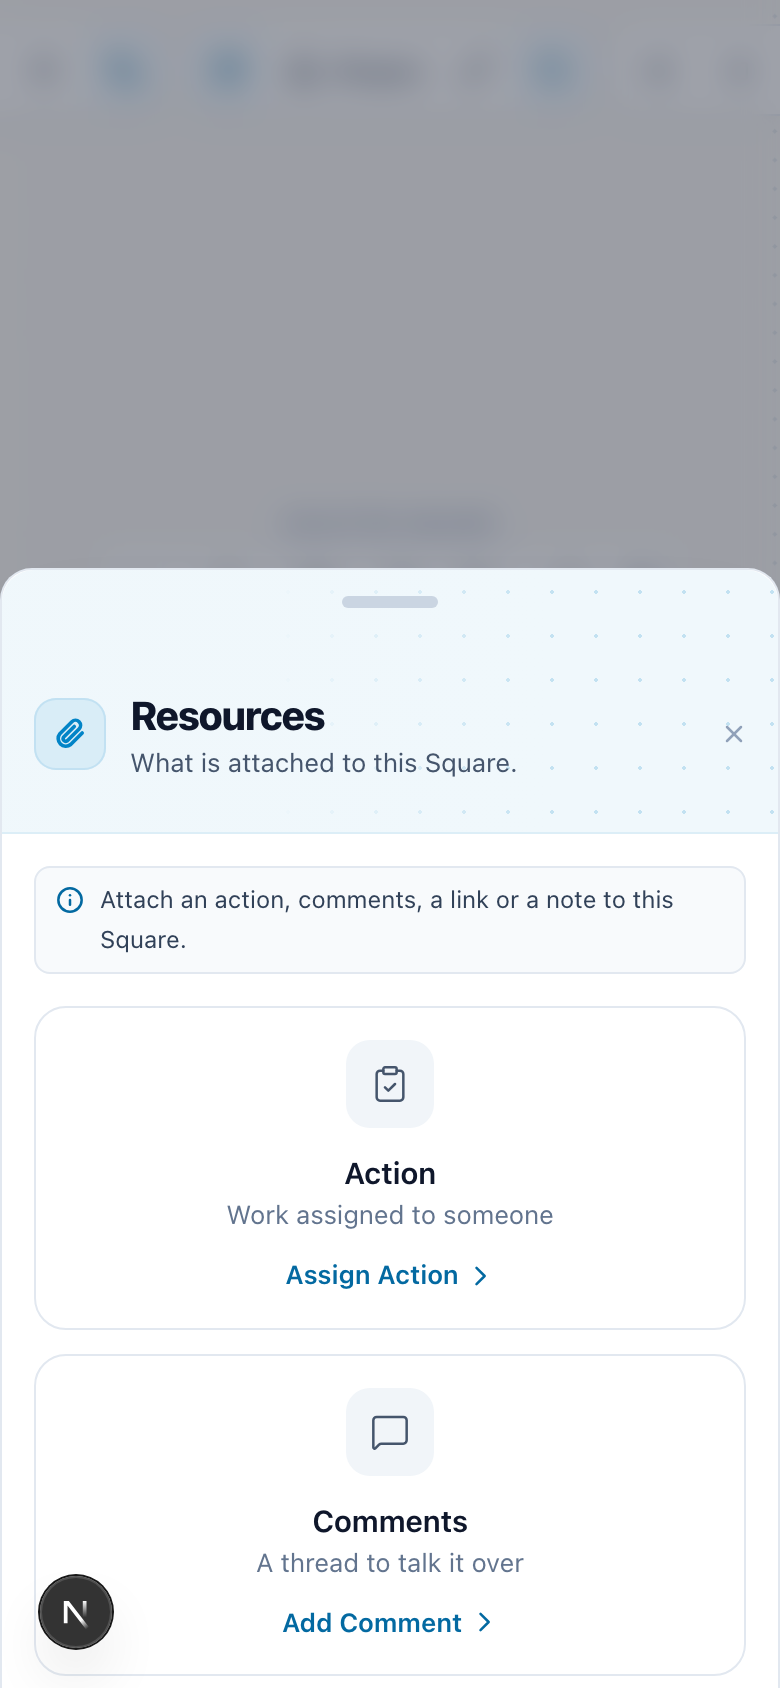 Resources
What is attached to this Square.
Attach an action, comments, a link or a note to this
Square.
Action
Work assigned to someone
Assign Action
Comments
A thread to talk it over
Add Comment
N